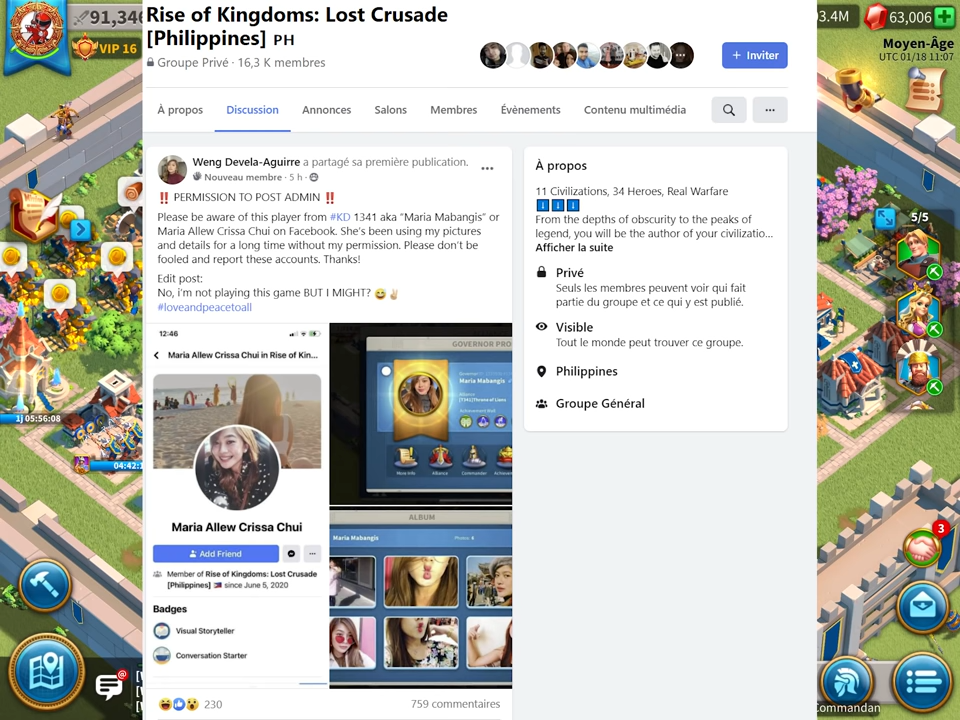 Rise of Kingdoms: Lost Crusade
[Philippines] PH
Groupe Privé · 16,3 K membres
+ Inviter
À propos
Discussion
Annonces
Salons
Membres
Évènements
Contenu multimédia
Weng Devela-Aguirre a partagé sa première publication.
Nouveau membre · 5 h ·
‼️ PERMISSION TO POST ADMIN ‼️
Please be aware of this player from #KD 1341 aka “Maria Mabangis” or
Maria Allew Crissa Chui on Facebook. She's been using my pictures
and details for a long time without my permission. Please don't be
fooled and report these accounts. Thanks!
Edit post:
No, i'm not playing this game BUT I MIGHT? 😅✌️
#loveandpeacetoall
12:46
Maria Allew Crissa Chui in Rise of Kin...
Maria Allew Crissa Chui
Add Friend
Member of Rise of Kingdoms: Lost Crusade
[Philippines] 🇵🇭 since June 5, 2020
Badges
Visual Storyteller
Conversation Starter
GOVERNOR PRO
Maria Mabangis
More Info
Alliance
Commander
ALBUM
Maria Mabangis
Photos
230
759 commentaires
À propos
11 Civilizations, 34 Heroes, Real Warfare
⬇️⬇️⬇️
From the depths of obscurity to the peaks of
legend, you will be the author of your civilizatio...
Afficher la suite
Privé
Seuls les membres peuvent voir qui fait
partie du groupe et ce qui y est publié.
Visible
Tout le monde peut trouver ce groupe.
Philippines
Groupe Général
91,346
VIP 16
1j 05:56:08
04:42:1
3.4M
63,006
Moyen-Âge
UTC 01/18 11:07
5/5
3
Commandan